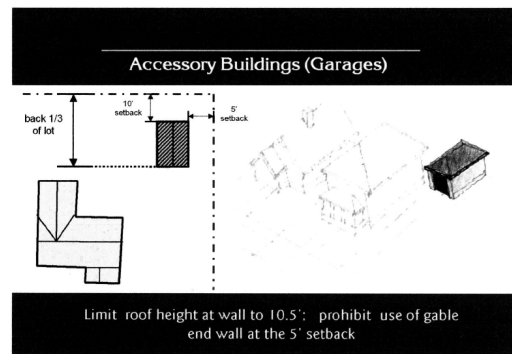 Accessory Buildings (Garages)
back 1/3
of lot
10'
setback
5'
setback
Limit roof height at wall to 10.5': prohibit use of gable
end wall at the 5' setback